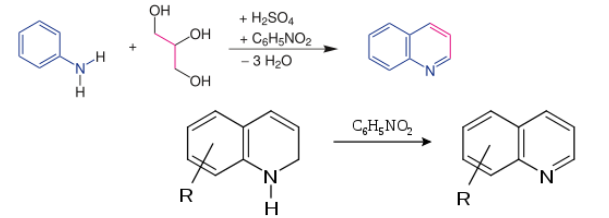 OH
+ H₂SO₄
OH
+ + C₆H₅NO₂
N H
− 3 H₂O
N
H
OH
C₆H₅NO₂
R N
H
R N